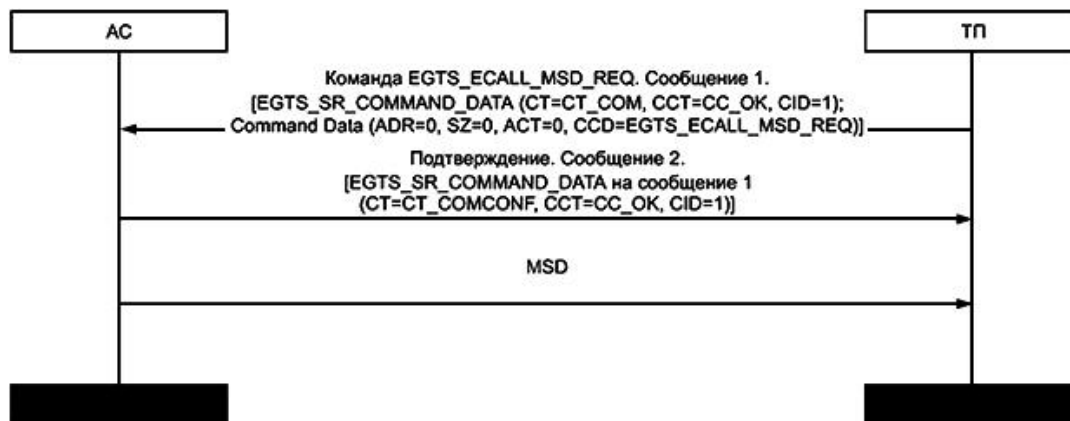 АС
ТП
Команда EGTS_ECALL_MSD_REQ. Сообщение 1.
[EGTS_SR_COMMAND_DATA (CT=CT_COM, CCT=CC_OK, CID=1);
Command Data (ADR=0, SZ=0, ACT=0, CCD=EGTS_ECALL_MSD_REQ)]
Подтверждение. Сообщение 2.
[EGTS_SR_COMMAND_DATA на сообщение 1
(CT=CT_COMCONF, CCT=CC_OK, CID=1)]
MSD